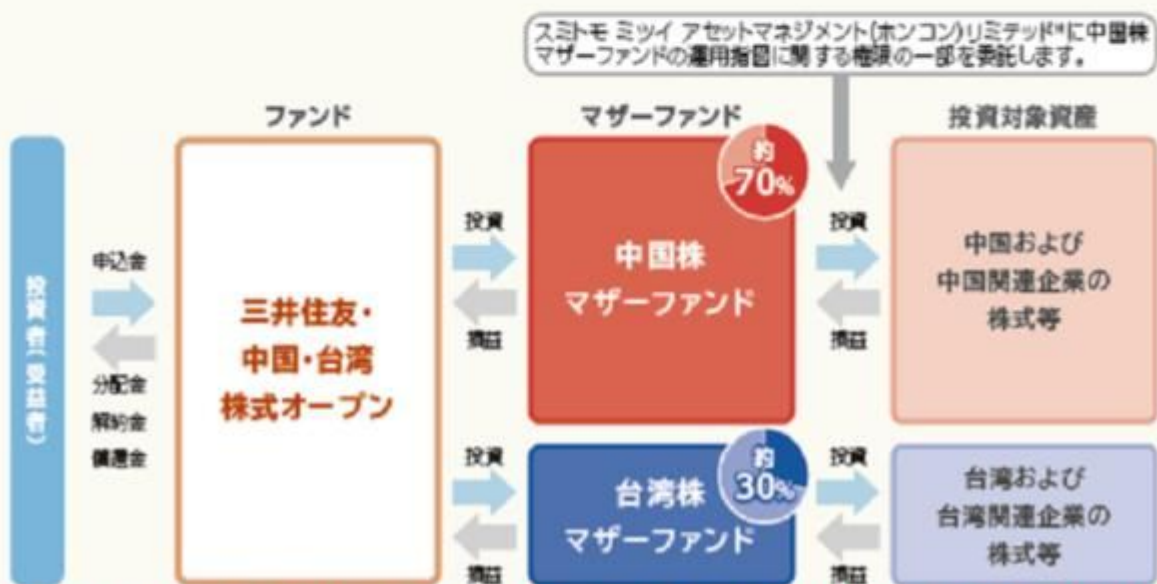 スミトモ ミツイ アセットマネジメント(ホンコン)リミテッド*に中国株
マザーファンドの運用指図に関する権限の一部を委託します。
ファンド
マザーファンド
投資対象資産
投資者(受益者)
申込金
分配金
解約金
償還金
三井住友・
中国・台湾
株式オープン
投資
損益
約
70%
中国株
マザーファンド
投資
損益
中国および
中国関連企業の
株式等
投資
損益
約
30%
台湾株
マザーファンド
投資
損益
台湾および
台湾関連企業の
株式等